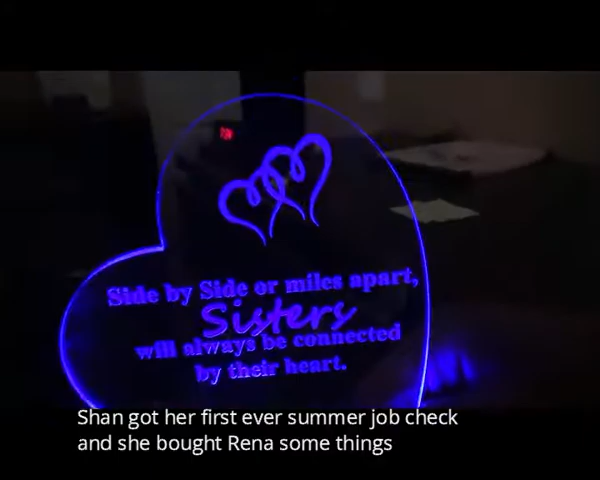 Side by Side or miles apart,
Sisters
will always be connected
by their heart.
Shan got her first ever summer job check
and she bought Rena some things